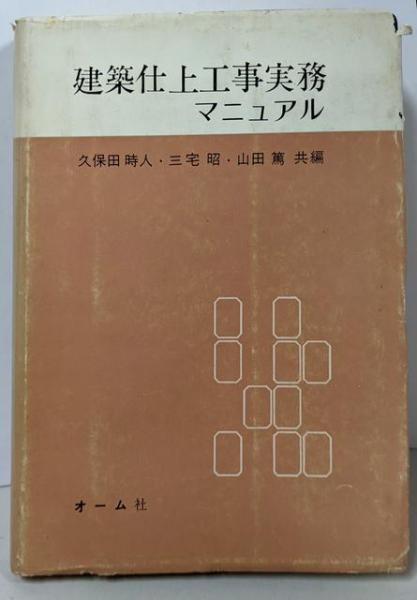 建築仕上工事実務
マニュアル
久保田時人・三宅 昭・山田 篤 共編
オーム社